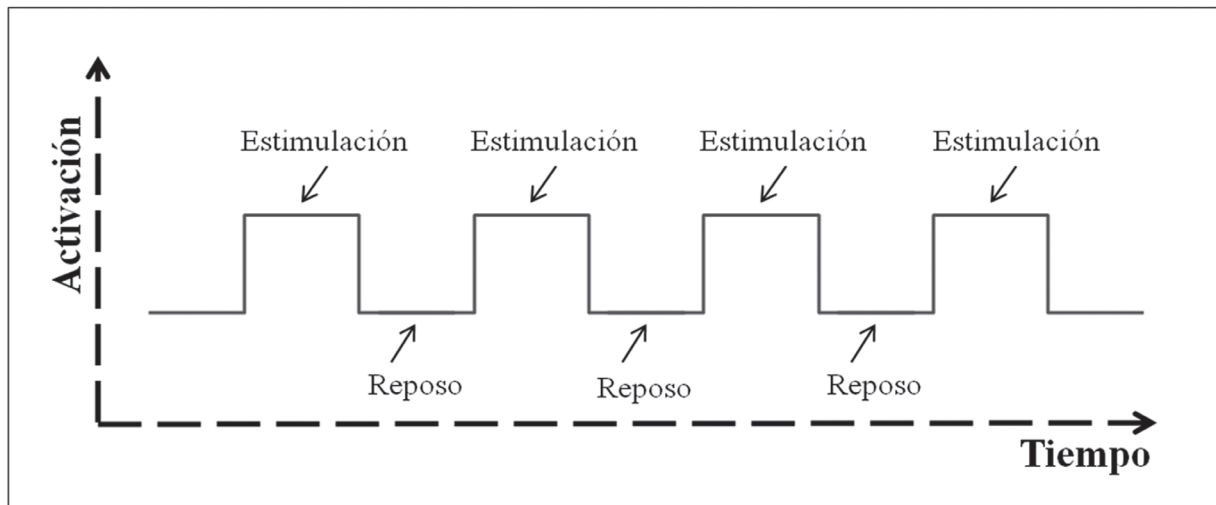 Activación
Estimulación
Estimulación
Estimulación
Estimulación
Reposo
Reposo
Reposo
Tiempo